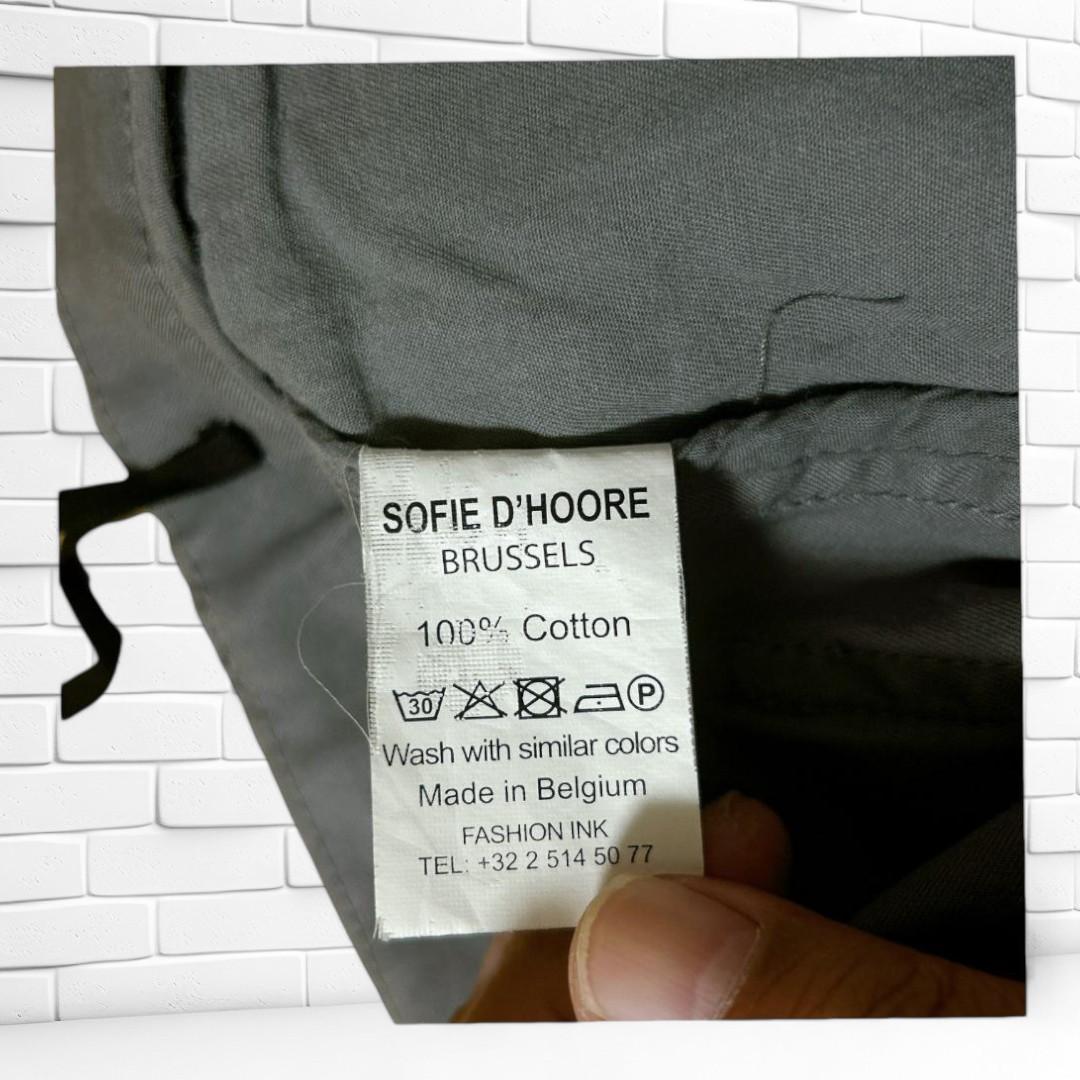 SOFIE D'HOORE
BRUSSELS
100% Cotton
30 P
Wash with similar colors
Made in Belgium
FASHION INK
TEL: +32 2 514 50 77